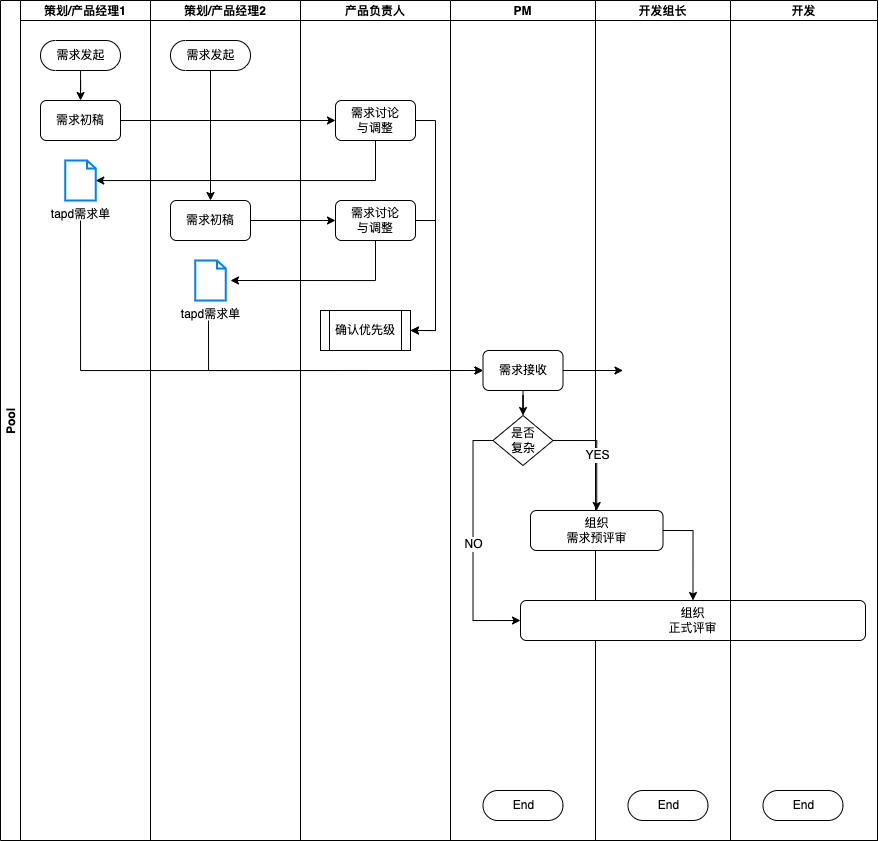 策划/产品经理1
策划/产品经理2
产品负责人
PM
开发组长
开发
Pool
需求发起
需求发起
需求初稿
需求讨论
与调整
tapd需求单
需求初稿
需求讨论
与调整
tapd需求单
确认优先级
需求接收
是否
复杂
YES
NO
组织
需求预评审
组织
正式评审
End
End
End